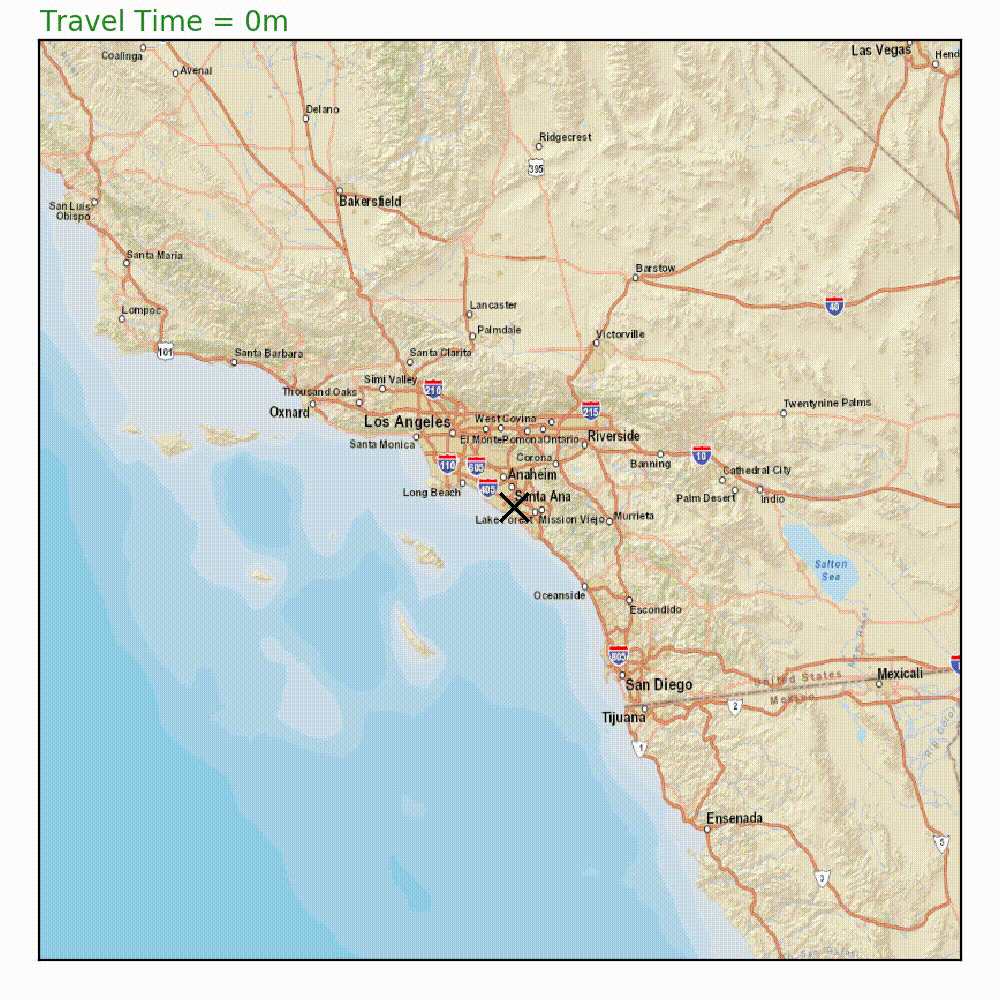 Travel Time = 0m
Las Vegas
Coalinga
Hend
Avenal
Delano
Ridgecrest
395
Bakersfield
San Luis
Obispo
Santa Maria
Barstow
Lompoc
Lancaster
40
Palmdale
Victorville
101
Santa Barbara
Santa Clarita
Simi Valley
210
Thousand Oaks
Twentynine Palms
Oxnard
215
Los Angeles
West Covina
Santa Monica
El Monte
Pomona
Ontario
Riverside
Corona
Banning
10
110
605
Anaheim
Cathedral City
Long Beach
405
Santa Ana
Palm Desert
Indio
Lake Forest
Mission Viejo
Murrieta
Salton
Sea
Oceanside
Escondido
805
San Diego
United States
Mexico
Mexicali
Tijuana
2
1
Ensenada
3
5